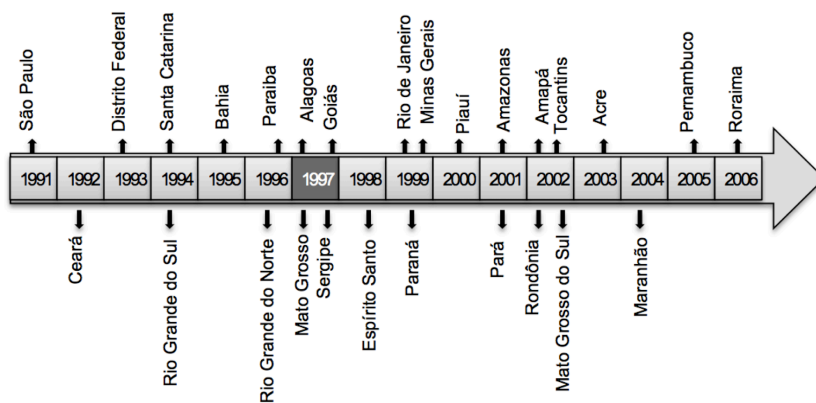 São Paulo
Distrito Federal
Santa Catarina
Bahia
Paraiba
Alagoas
Goiás
Rio de Janeiro
Minas Gerais
Piauí
Amazonas
Amapá
Tocantins
Acre
Pernambuco
Roraima
1991 1992 1993 1994 1995 1996 1997 1998 1999 2000 2001 2002 2003 2004 2005 2006
Ceará
Rio Grande do Sul
Rio Grande do Norte
Mato Grosso
Sergipe
Espírito Santo
Paraná
Pará
Rondônia
Mato Grosso do Sul
Maranhão